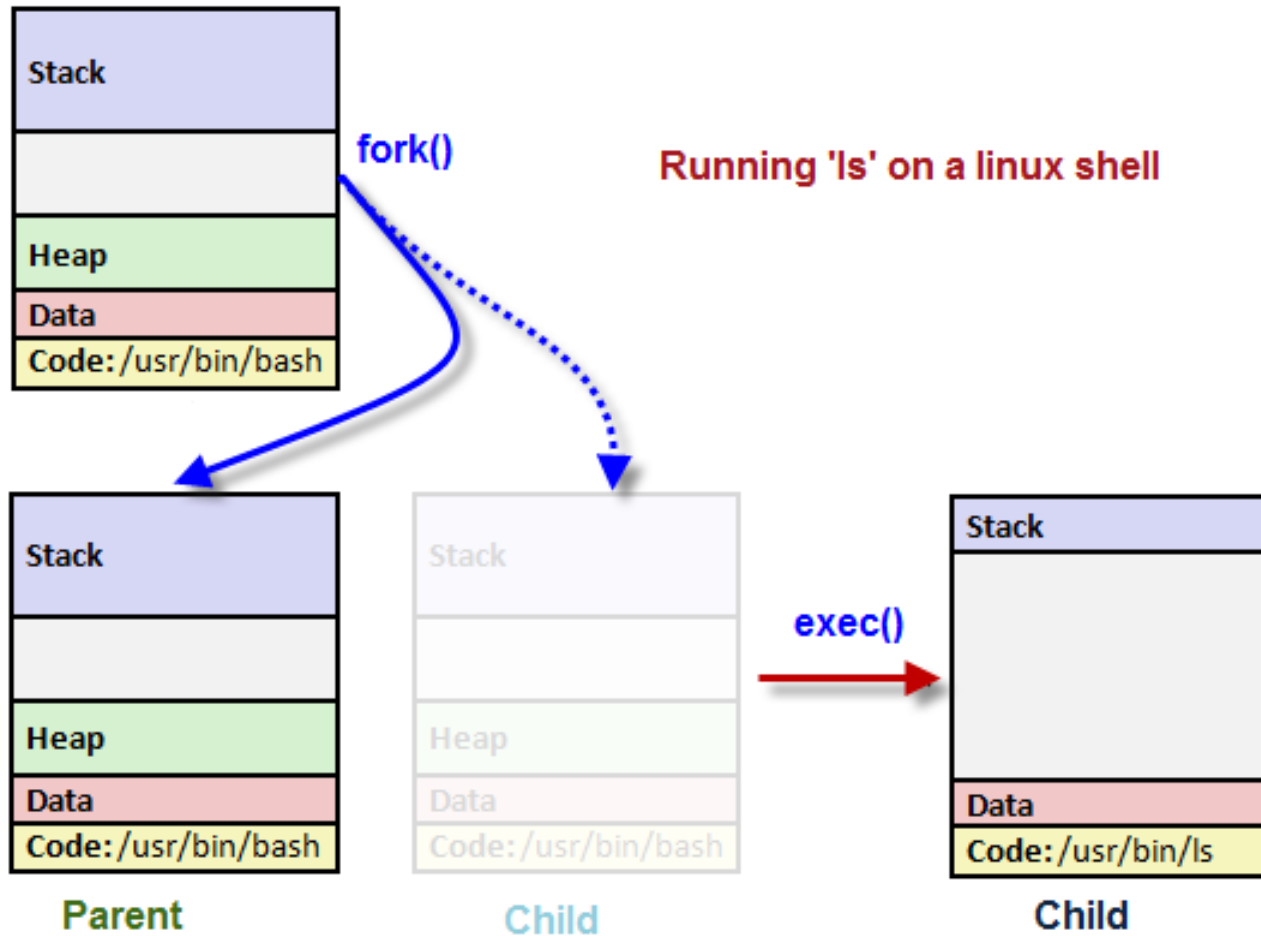 Stack
fork()
Running 'ls' on a linux shell
Heap
Data
Code: /usr/bin/bash
Stack
Heap
Data
Code: /usr/bin/bash
Parent
Stack
Heap
Data
Code: /usr/bin/bash
Child
exec()
Stack
Data
Code: /usr/bin/ls
Child